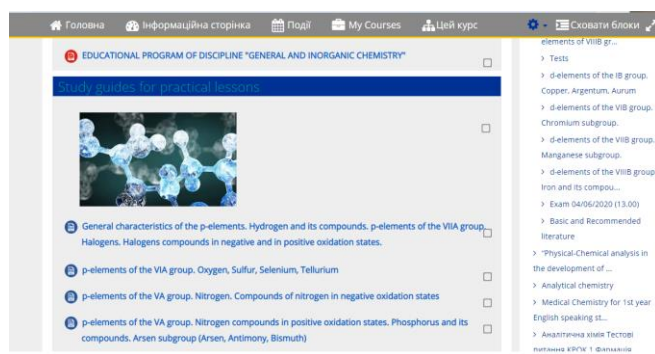 Головна Інформаційна сторінка Події My Courses Цей курс Сховати блоки
EDUCATIONAL PROGRAM OF DISCIPLINE "GENERAL AND INORGANIC CHEMISTRY"
Study guides for practical lessons
General characteristics of the p-elements. Hydrogen and its compounds. p-elements of the VIIA group.
Halogens. Halogens compounds in negative and in positive oxidation states.
p-elements of the VIA group. Oxygen, Sulfur, Selenium, Tellurium
p-elements of the VA group. Nitrogen. Compounds of nitrogen in negative oxidation states
p-elements of the VA group. Nitrogen compounds in positive oxidation states. Phosphorus and its
compounds. Arsen subgroup (Arsen, Antimony, Bismuth)
elements of VIIIB gr...
> Tests
> d-elements of the IB group.
Copper, Argentum, Aurum
> d-elements of the VIB group.
Chromium subgroup.
> d-elements of the VIIB group.
Manganese subgroup.
> d-elements of the VIIIB group
Iron and its compou...
> Exam 04/06/2020 (13.00)
> Basic and Recommended
literature
> "Physical-Chemical analysis in
the development of ...
> Analytical chemistry
> Medical Chemistry for 1st year
English speaking st...
> Аналітична хімія Тестові
питання КРОК 1 Фармація